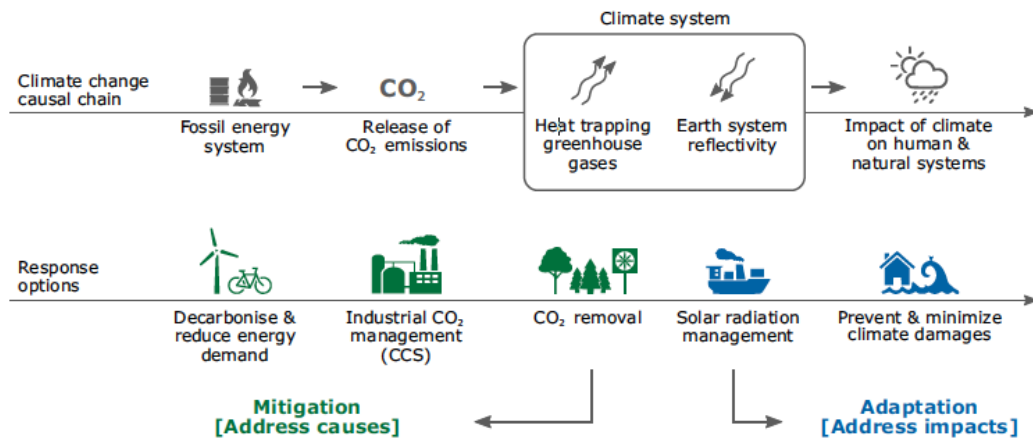 Climate system
Climate change
causal chain
CO₂
Fossil energy
system
Release of
CO₂ emissions
Heat trapping
greenhouse
gases
Earth system
reflectivity
Impact of climate
on human &
natural systems
Response
options
Decarbonise &
reduce energy
demand
Industrial CO₂
management
(CCS)
CO₂ removal
Solar radiation
management
Prevent & minimize
climate damages
Mitigation
[Address causes]
Adaptation
[Address impacts]